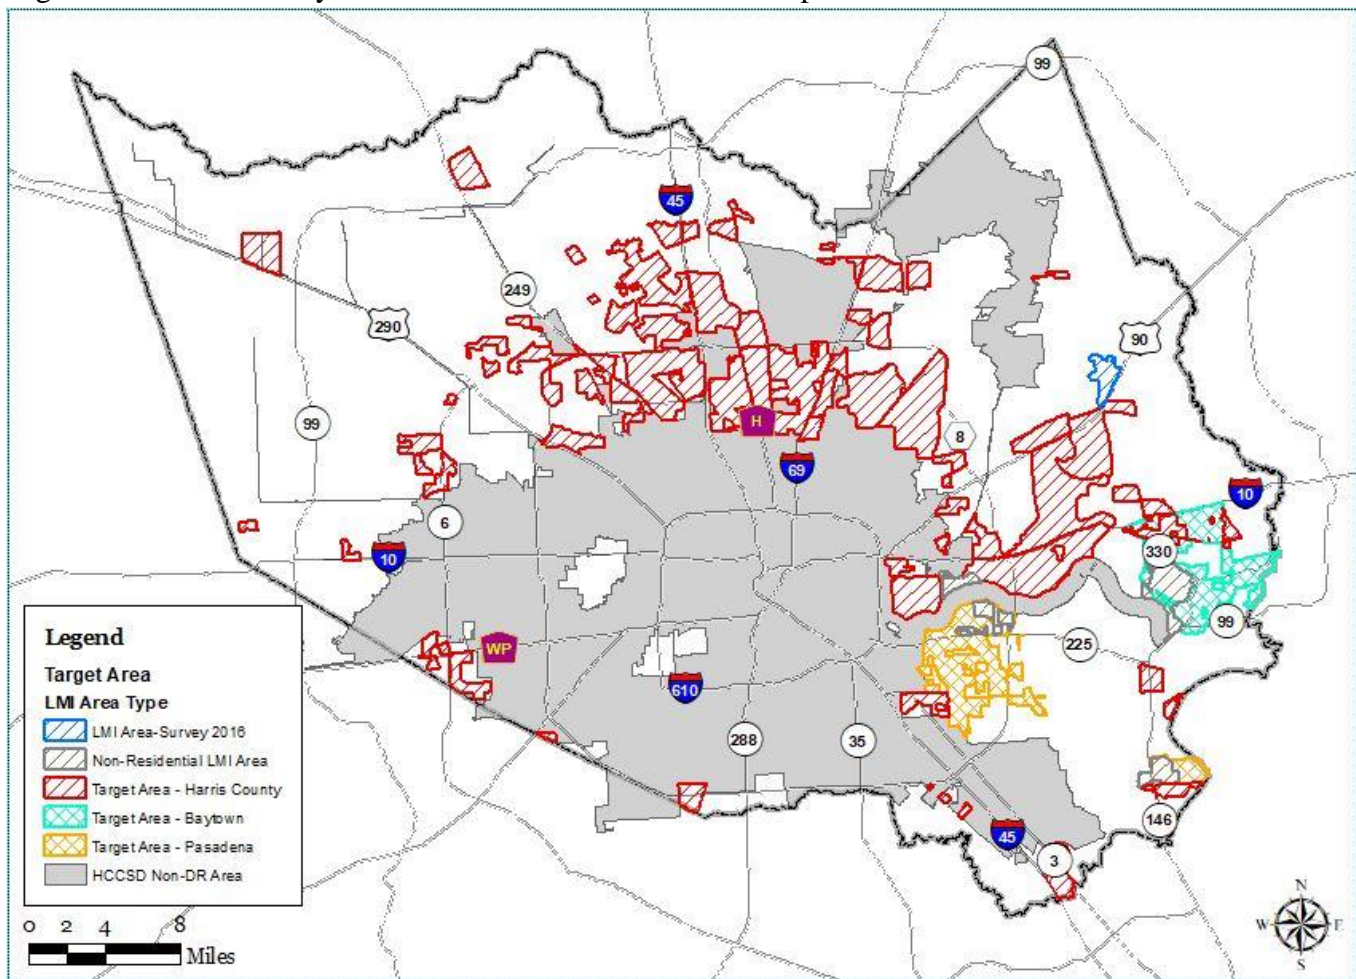 99
45
249
290
90
99
H
8
69
10
6
10
330
99
WP
225
610
288
35
146
45
3
Legend
Target Area
LMI Area Type
LMI Area-Survey 2016
Non-Residential LMI Area
Target Area - Harris County
Target Area - Baytown
Target Area - Pasadena
HCCSD Non-DR Area
0 2 4 8
Miles
N
W E
S